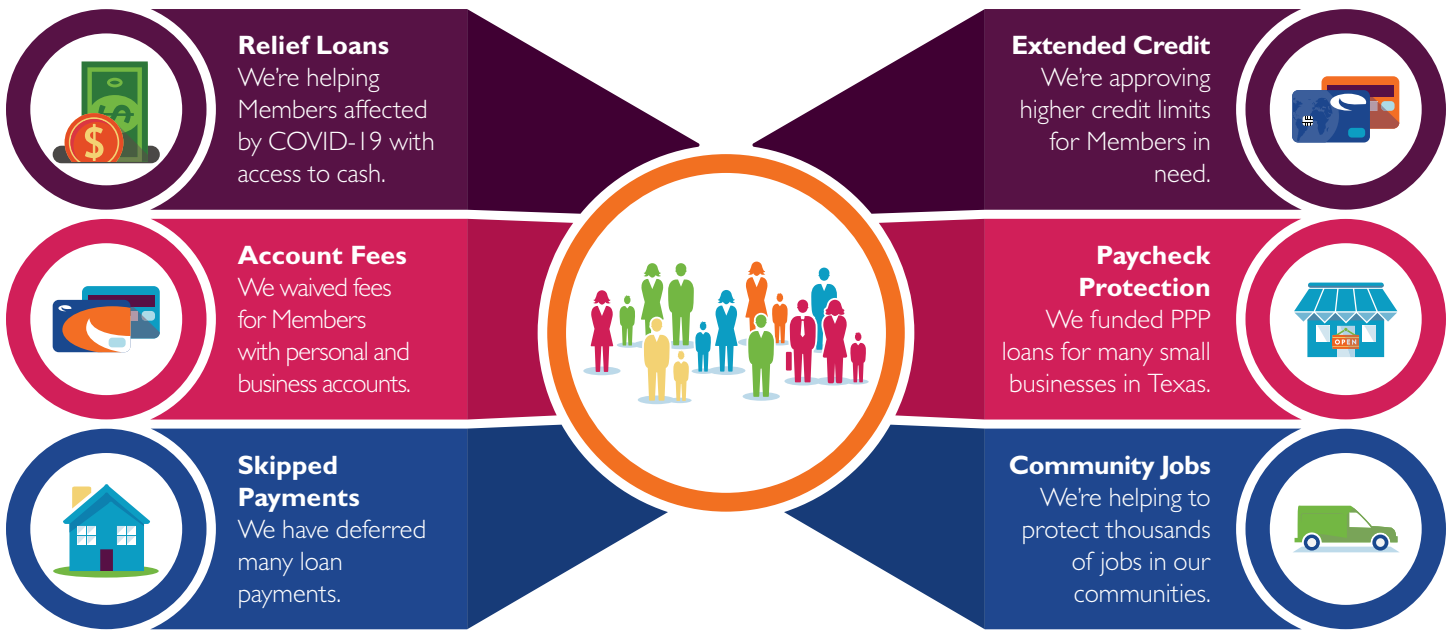 Relief Loans
We're helping
Members affected
by COVID-19 with
access to cash.
Account Fees
We waived fees
for Members
with personal and
business accounts.
Skipped
Payments
We have deferred
many loan
payments.
Extended Credit
We're approving
higher credit limits
for Members in
need.
Paycheck
Protection
We funded PPP
loans for many small
businesses in Texas.
OPEN
Community Jobs
We're helping to
protect thousands
of jobs in our
communities.
$
$